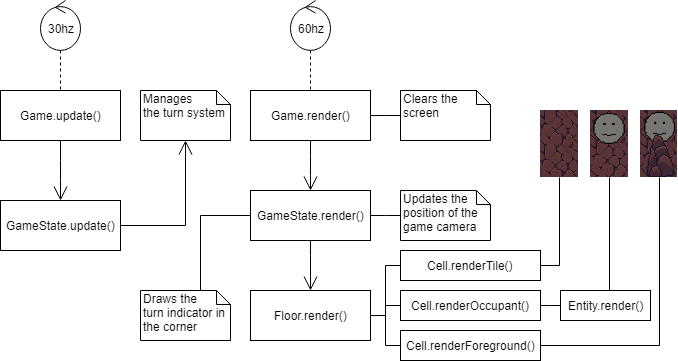 30hz
60hz
Game.update()
Manages
the turn system
Game.render()
Clears the
screen
GameState.update()
GameState.render()
Updates the
position of the
game camera
Draws the
turn indicator in
the corner
Floor.render()
Cell.renderTile()
Cell.renderOccupant()
Entity.render()
Cell.renderForeground()